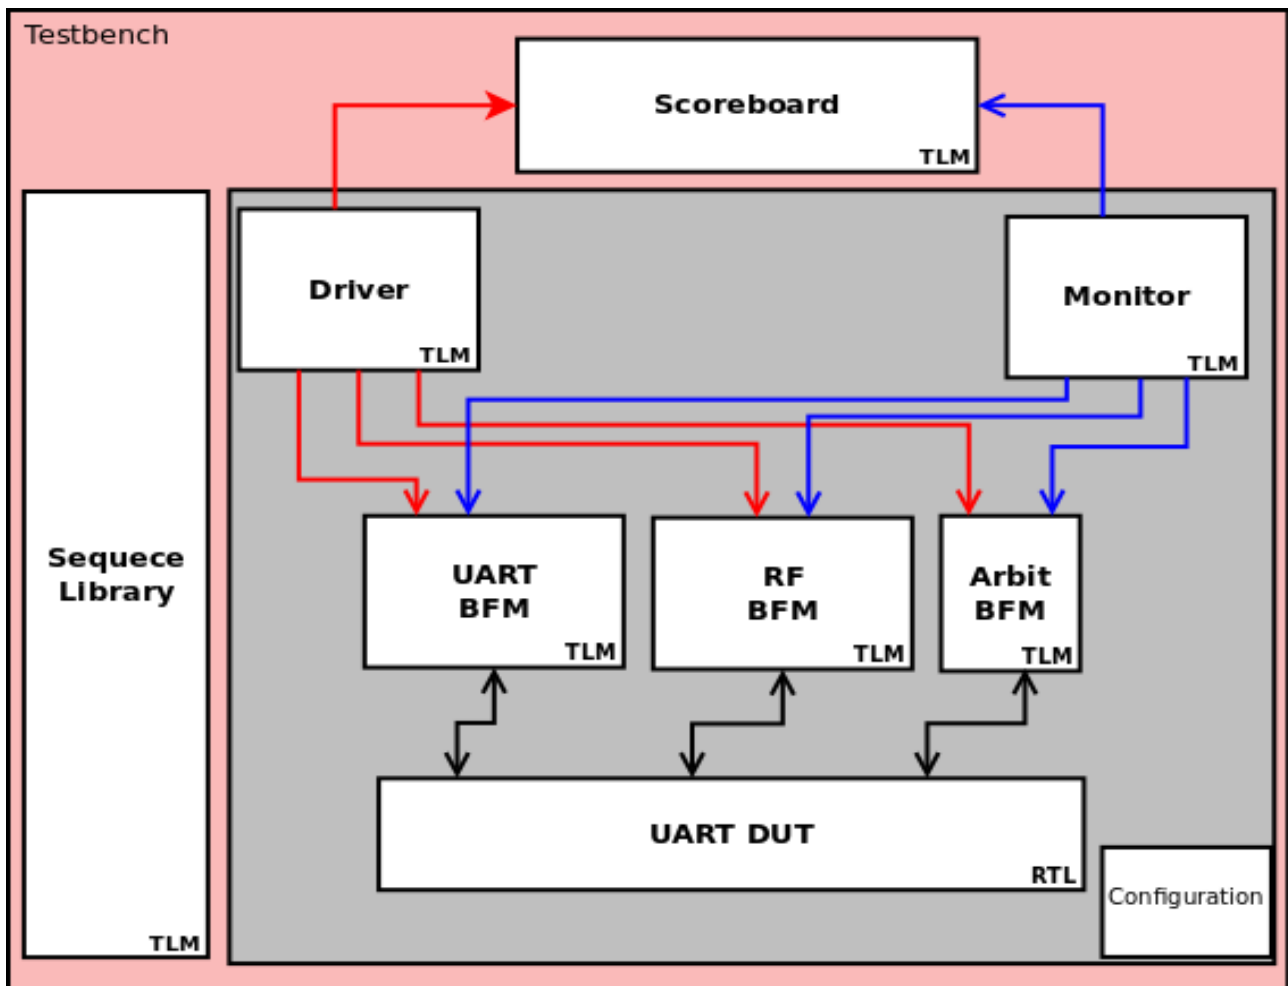 Testbench
Scoreboard
TLM
Driver
TLM
Monitor
TLM
Sequece
Library
TLM
UART
BFM
TLM
RF
BFM
TLM
Arbit
BFM
TLM
UART DUT
RTL
Configuration